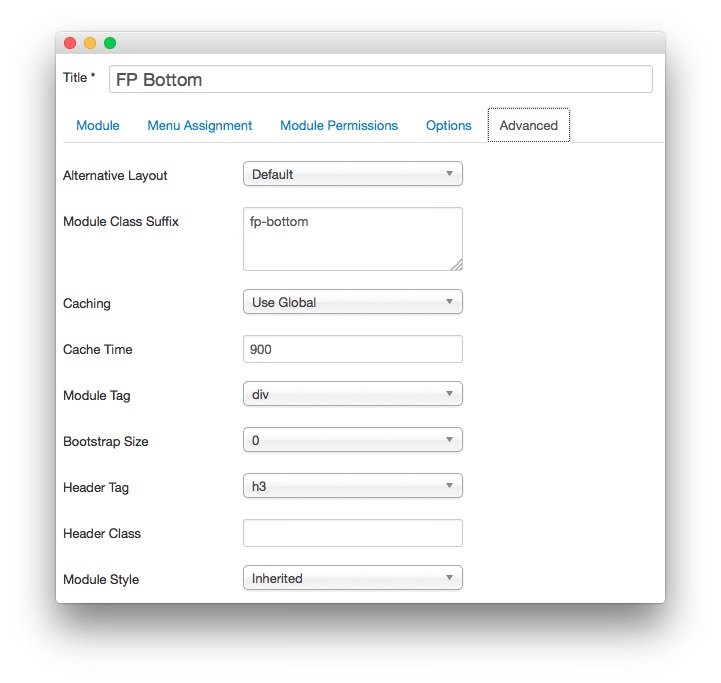 Title * FP Bottom
Module Menu Assignment Module Permissions Options Advanced
Alternative Layout Default
Module Class Suffix fp-bottom
Caching Use Global
Cache Time 900
Module Tag div
Bootstrap Size 0
Header Tag h3
Header Class
Module Style Inherited